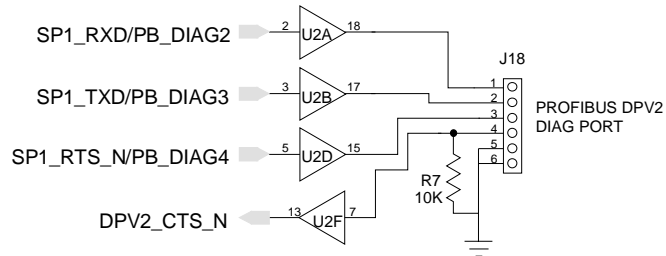 SP1_RXD/PB_DIAG2 2 U2A 18
J18
SP1_TXD/PB_DIAG3 3 U2B 17
1
2
3
4
5
6
PROFIBUS DPV2
DIAG PORT
SP1_RTS_N/PB_DIAG4 5 U2D 15
R7
10K
DPV2_CTS_N 13 U2F 7